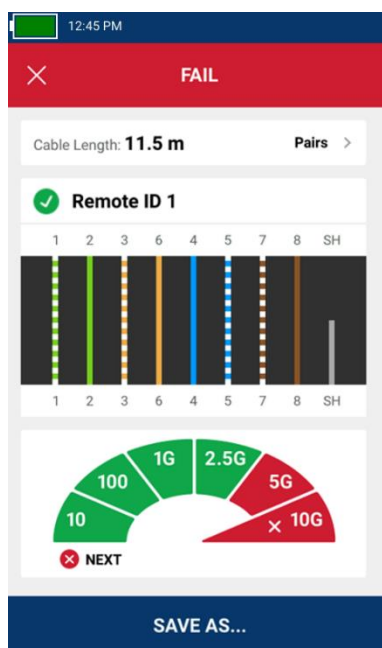 12:45 PM
FAIL
Cable Length: 11.5 m Pairs
Remote ID 1
1 2 3 6 4 5 7 8 SH
1 2 3 6 4 5 7 8 SH
10 100 1G 2.5G 5G 10G
NEXT
SAVE AS...